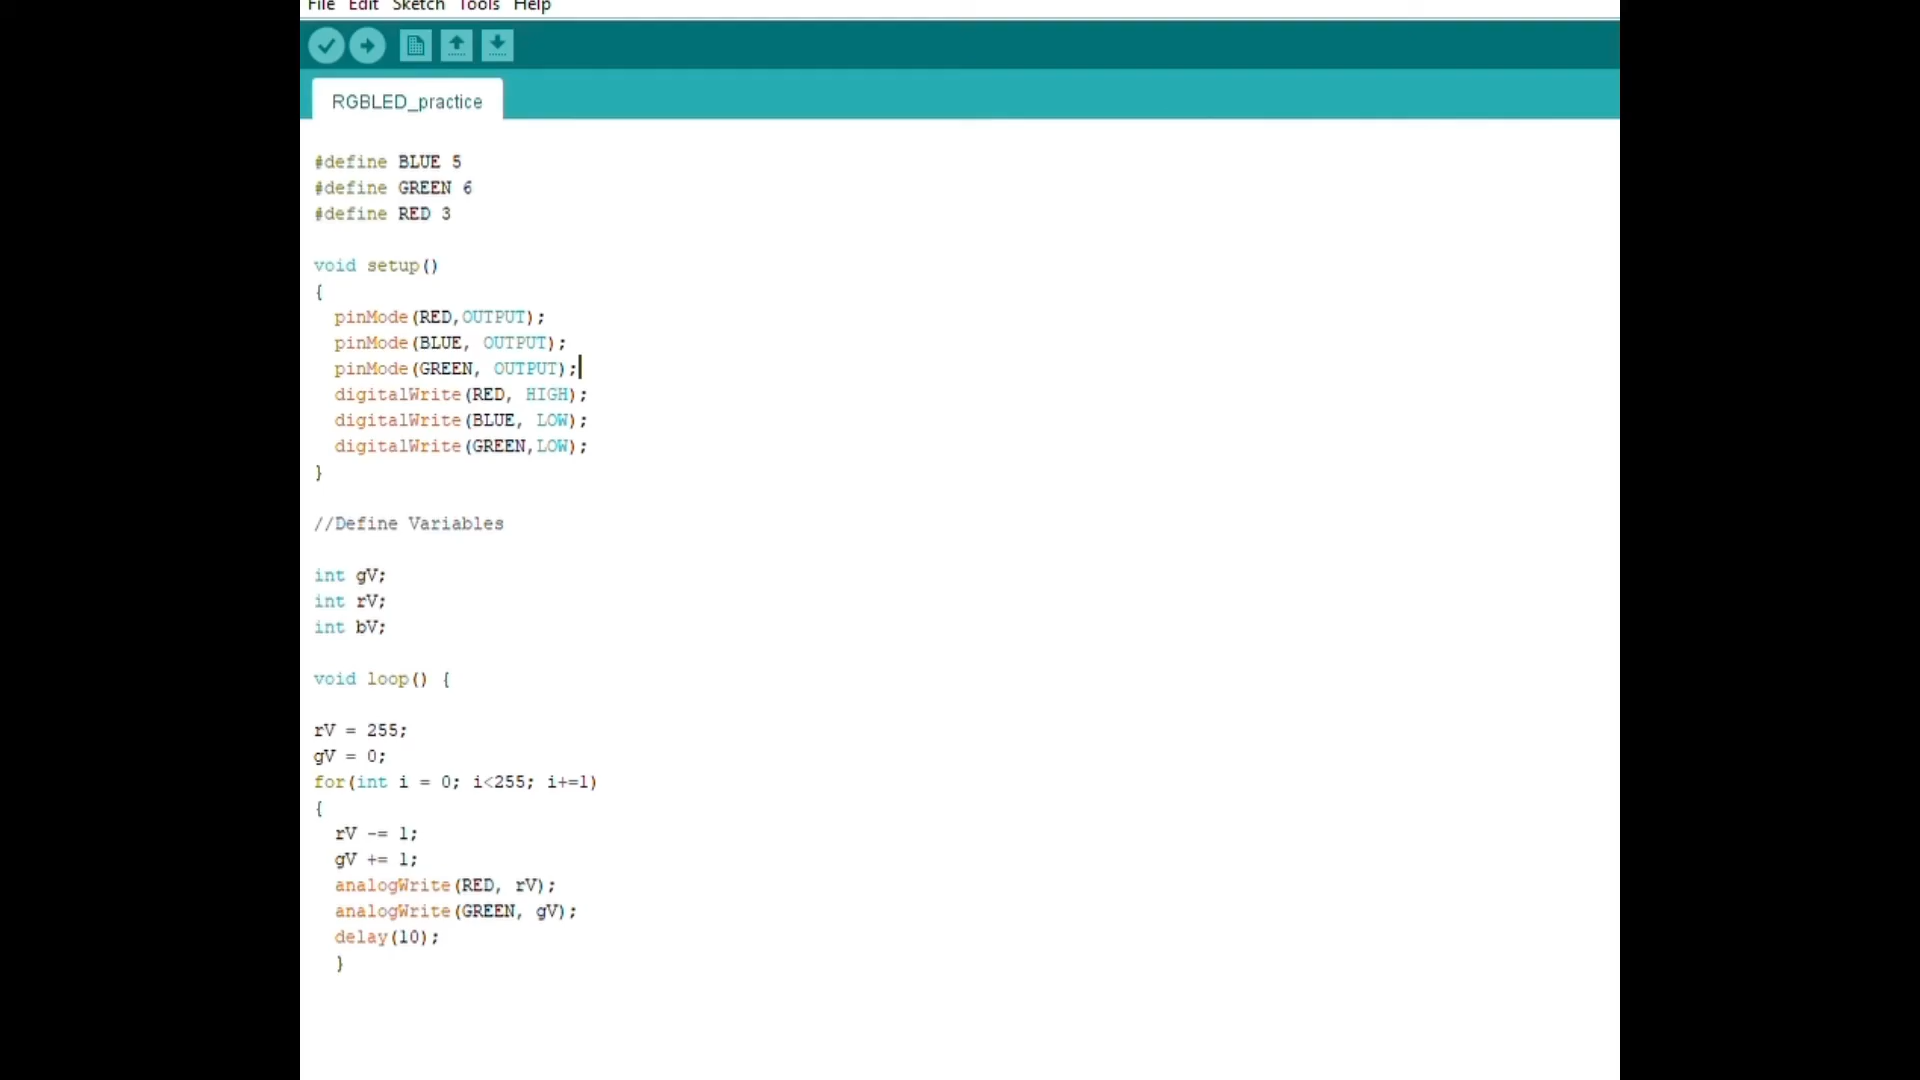 File Edit Sketch Tools Help
RGBLED_practice
#define BLUE 5
#define GREEN 6
#define RED 3
void setup()
{
pinMode(RED,OUTPUT);
pinMode(BLUE, OUTPUT);
pinMode(GREEN, OUTPUT);
digitalWrite(RED, HIGH);
digitalWrite(BLUE, LOW);
digitalWrite(GREEN,LOW);
}
//Define Variables
int gV;
int rV;
int bV;
void loop() {
rV = 255;
gV = 0;
for(int i = 0; i<255; i+=1)
{
rV -= 1;
gV += 1;
analogWrite(RED, rV);
analogWrite(GREEN, gV);
delay(10);
}